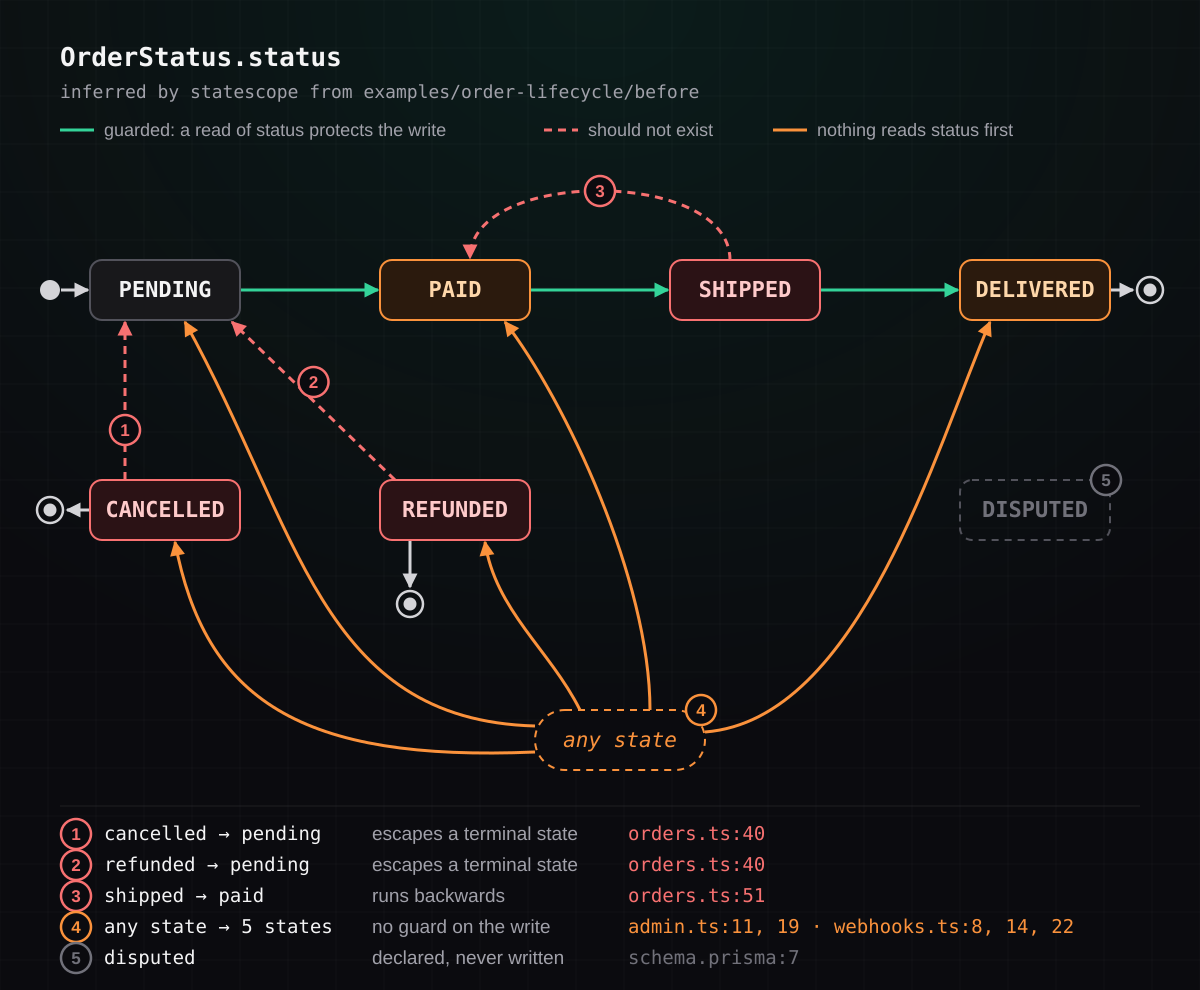 OrderStatus.status
inferred by statescope from examples/order-lifecycle/before
guarded: a read of status protects the write should not exist nothing reads status first
3
PENDING PAID SHIPPED DELIVERED
2
1
CANCELLED REFUNDED DISPUTED 5
any state 4
1 cancelled → pending escapes a terminal state orders.ts:40
2 refunded → pending escapes a terminal state orders.ts:40
3 shipped → paid runs backwards orders.ts:51
4 any state → 5 states no guard on the write admin.ts:11, 19 · webhooks.ts:8, 14, 22
5 disputed declared, never written schema.prisma:7